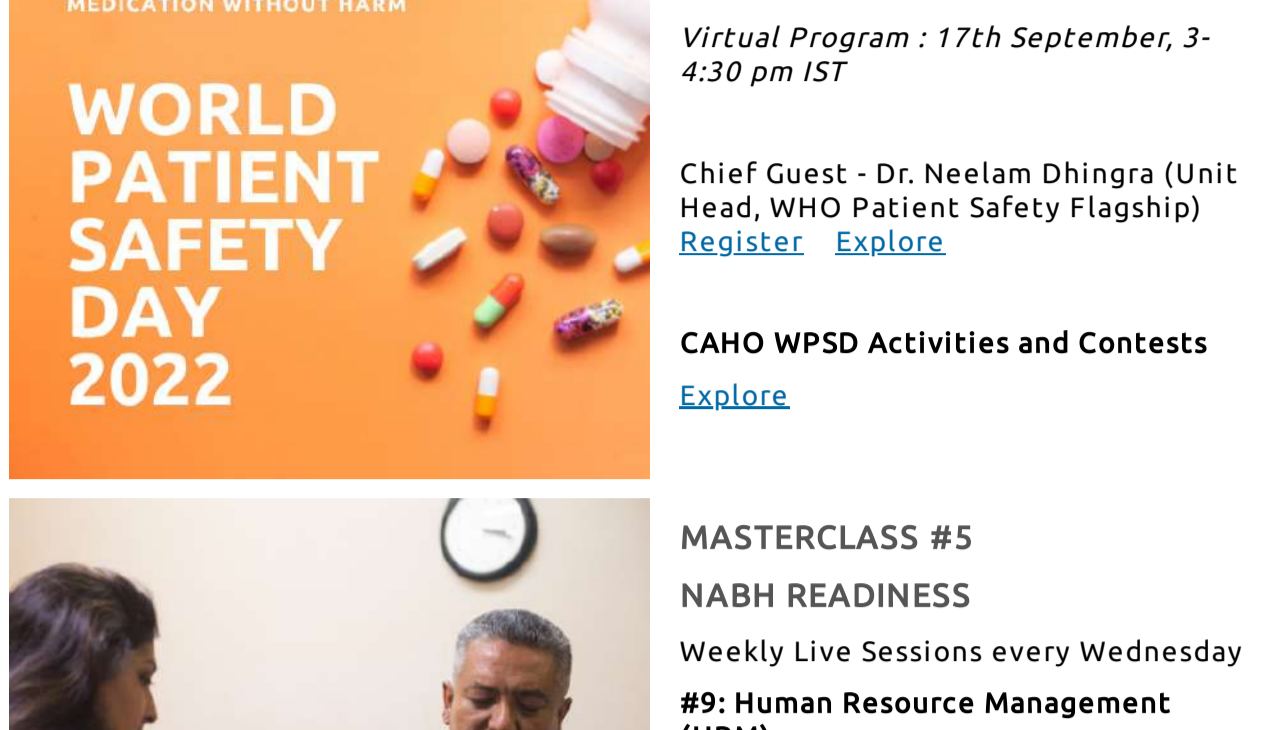 MEDICATION WITHOUT HARM
WORLD
PATIENT
SAFETY
DAY
2022
Virtual Program : 17th September, 3-
4:30 pm IST
Chief Guest - Dr. Neelam Dhingra (Unit
Head, WHO Patient Safety Flagship)
Register Explore
CAHO WPSD Activities and Contests
Explore
MASTERCLASS #5
NABH READINESS
Weekly Live Sessions every Wednesday
#9: Human Resource Management
(HRM)